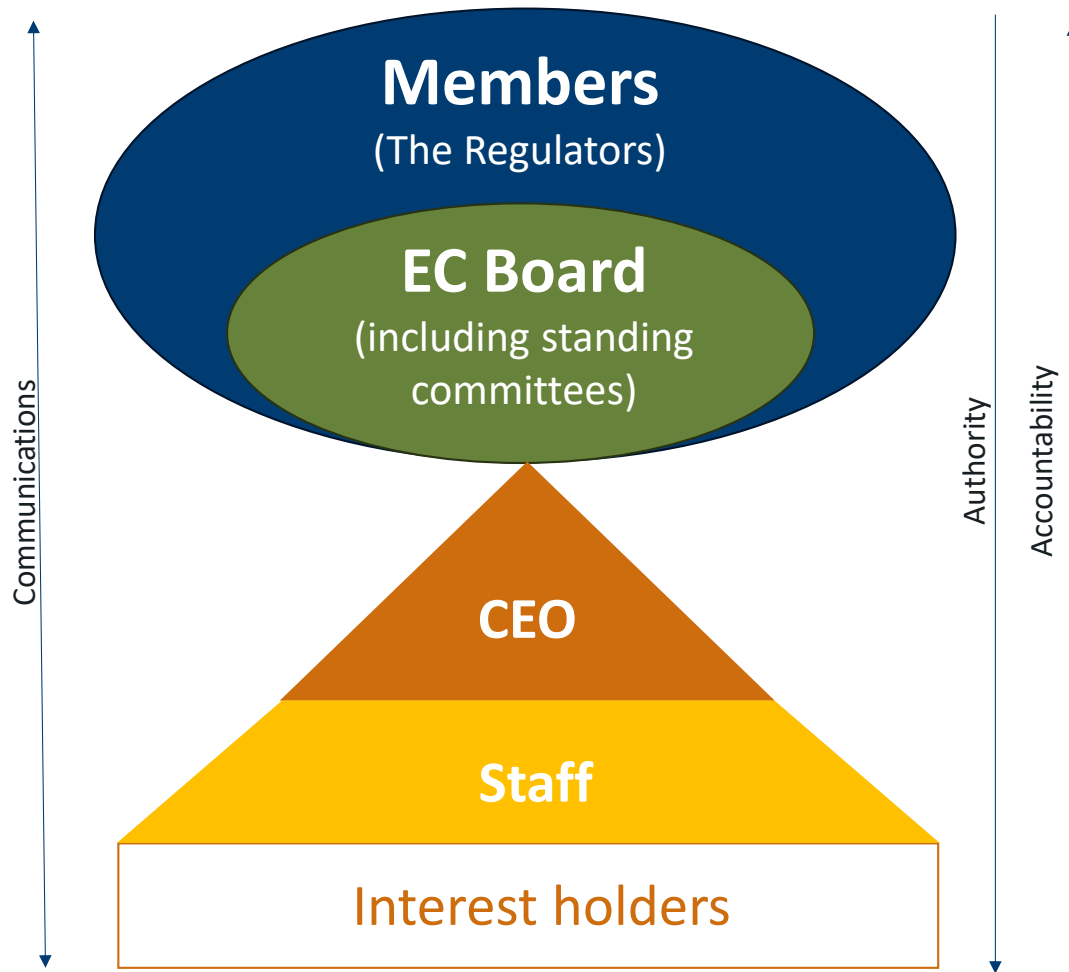 Members
(The Regulators)
EC Board
(including standing
committees)
CEO
Staff
Interest holders
Communications
Authority
Accountability